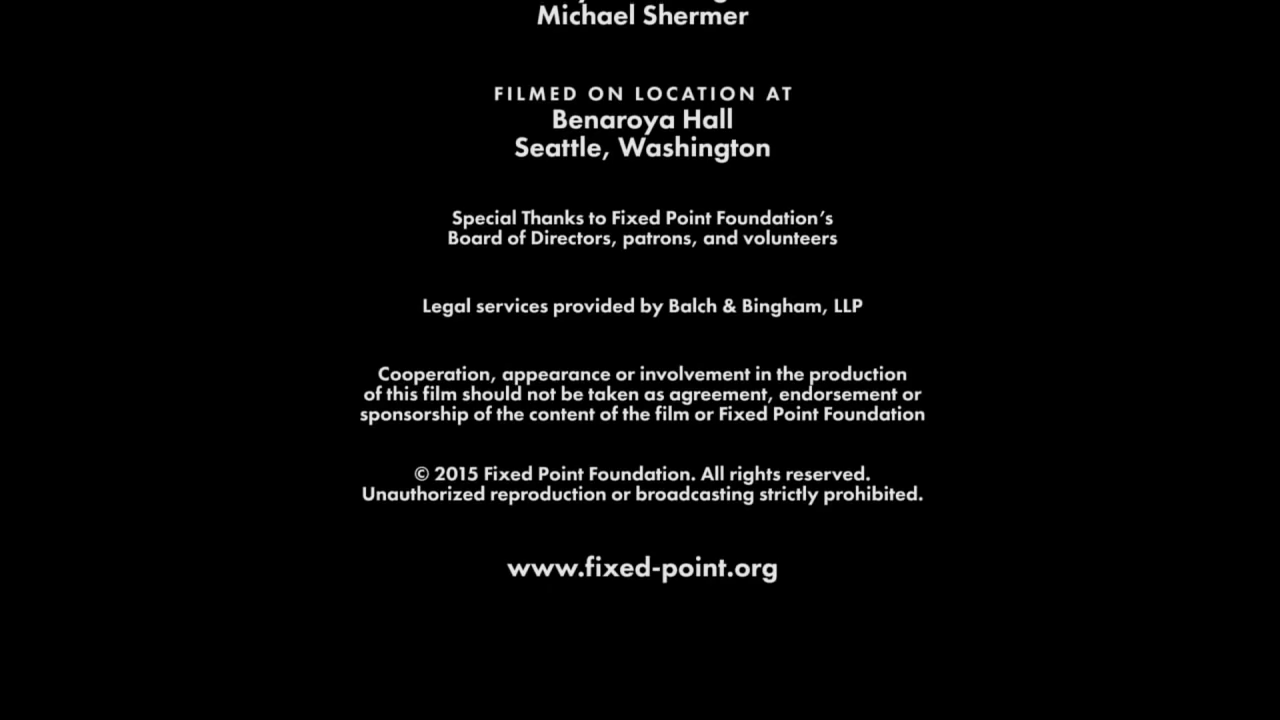 Michael Shermer
FILMED ON LOCATION AT
Benaroya Hall
Seattle, Washington
Special Thanks to Fixed Point Foundation’s
Board of Directors, patrons, and volunteers
Legal services provided by Balch & Bingham, LLP
Cooperation, appearance or involvement in the production
of this film should not be taken as agreement, endorsement or
sponsorship of the content of the film or Fixed Point Foundation
© 2015 Fixed Point Foundation. All rights reserved.
Unauthorized reproduction or broadcasting strictly prohibited.
www.fixed-point.org